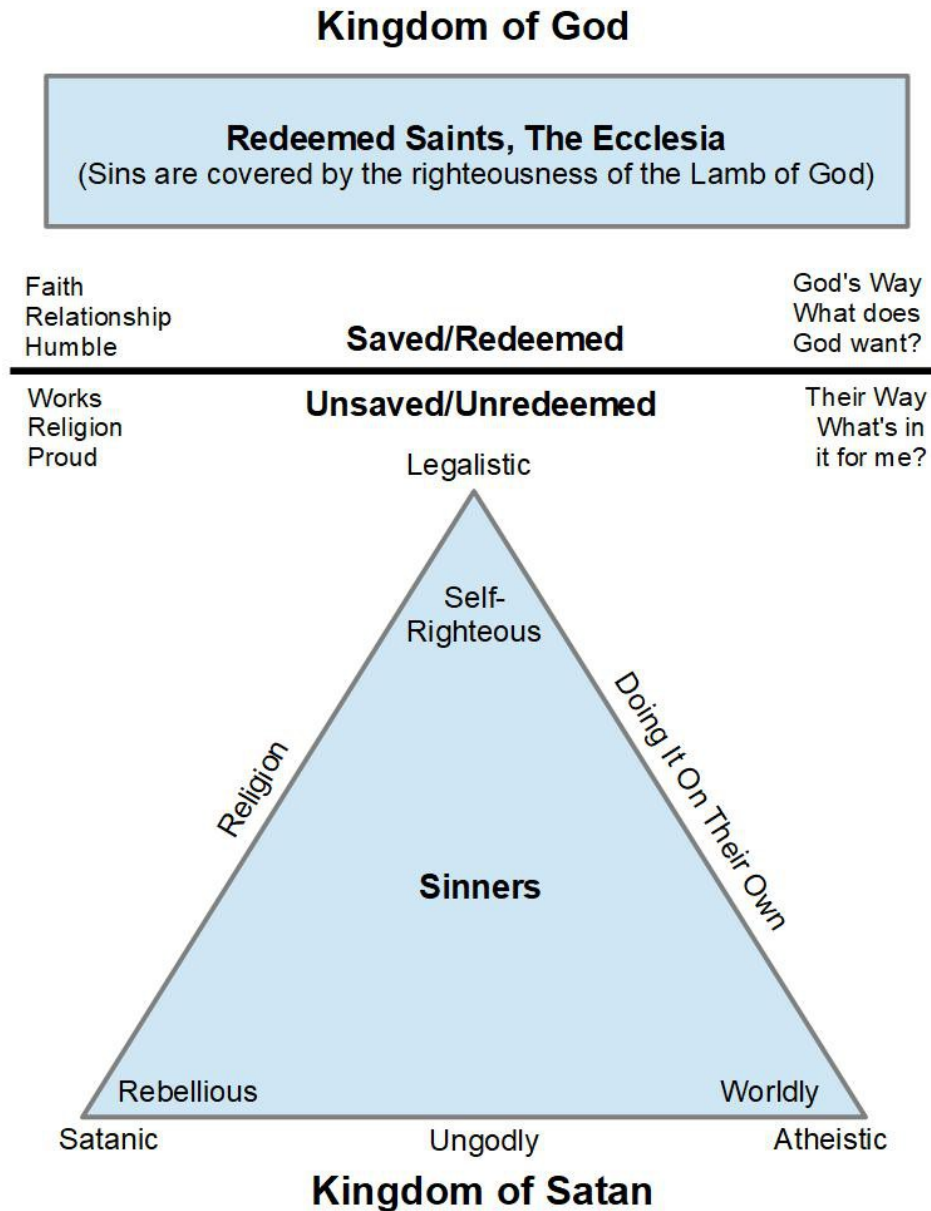 Kingdom of God
Redeemed Saints, The Ecclesia
(Sins are covered by the righteousness of the Lamb of God)
Faith
Relationship
Humble
Saved/Redeemed
God's Way
What does
God want?
Works
Religion
Proud
Unsaved/Unredeemed
Their Way
What's in
it for me?
Legalistic
Self-
Righteous
Religion
Doing It On Their Own
Sinners
Rebellious
Worldly
Satanic
Ungodly
Atheistic
Kingdom of Satan